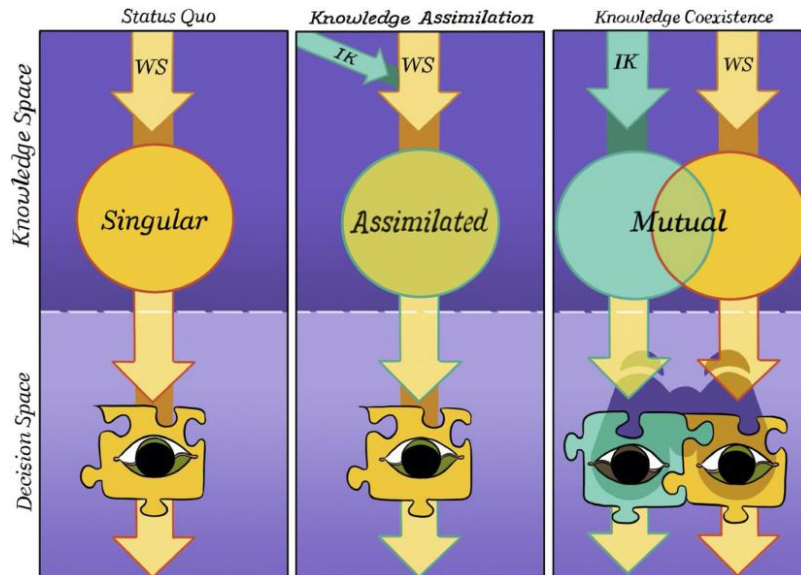 Status Quo
Knowledge Assimilation
Knowledge Coexistence
Knowledge Space
WS
IK
WS
IK
WS
Singular
Assimilated
Mutual
Decision Space